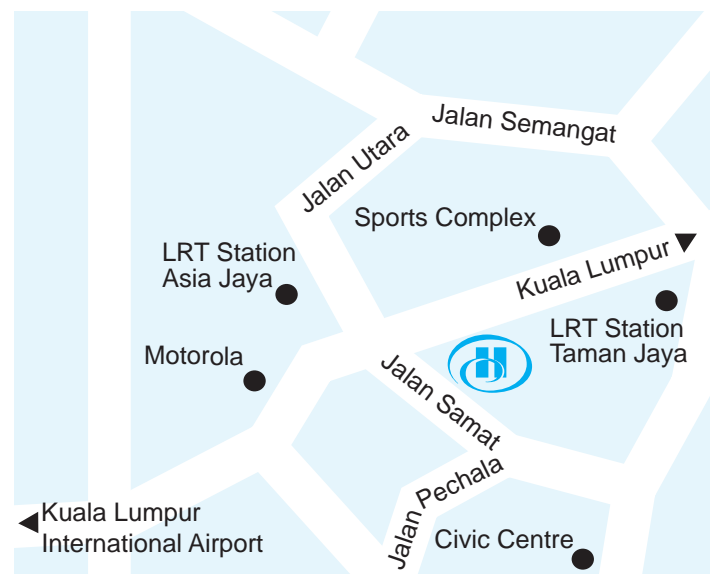 Jalan Semangat
Jalan Utara
Sports Complex
LRT Station
Asia Jaya
Kuala Lumpur
LRT Station
Taman Jaya
Motorola
Jalan Samat
Jalan Pechala
Kuala Lumpur
International Airport
Civic Centre